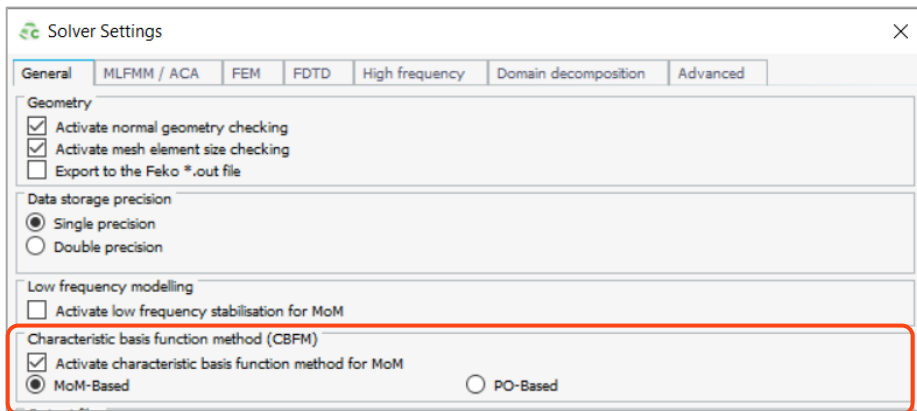 Solver Settings
General MLFMM / ACA FEM FDTD High frequency Domain decomposition Advanced
Geometry
Activate normal geometry checking
Activate mesh element size checking
Export to the Feko *.out file
Data storage precision
Single precision
Double precision
Low frequency modelling
Activate low frequency stabilisation for MoM
Characteristic basis function method (CBFM)
Activate characteristic basis function method for MoM
MoM-Based PO-Based